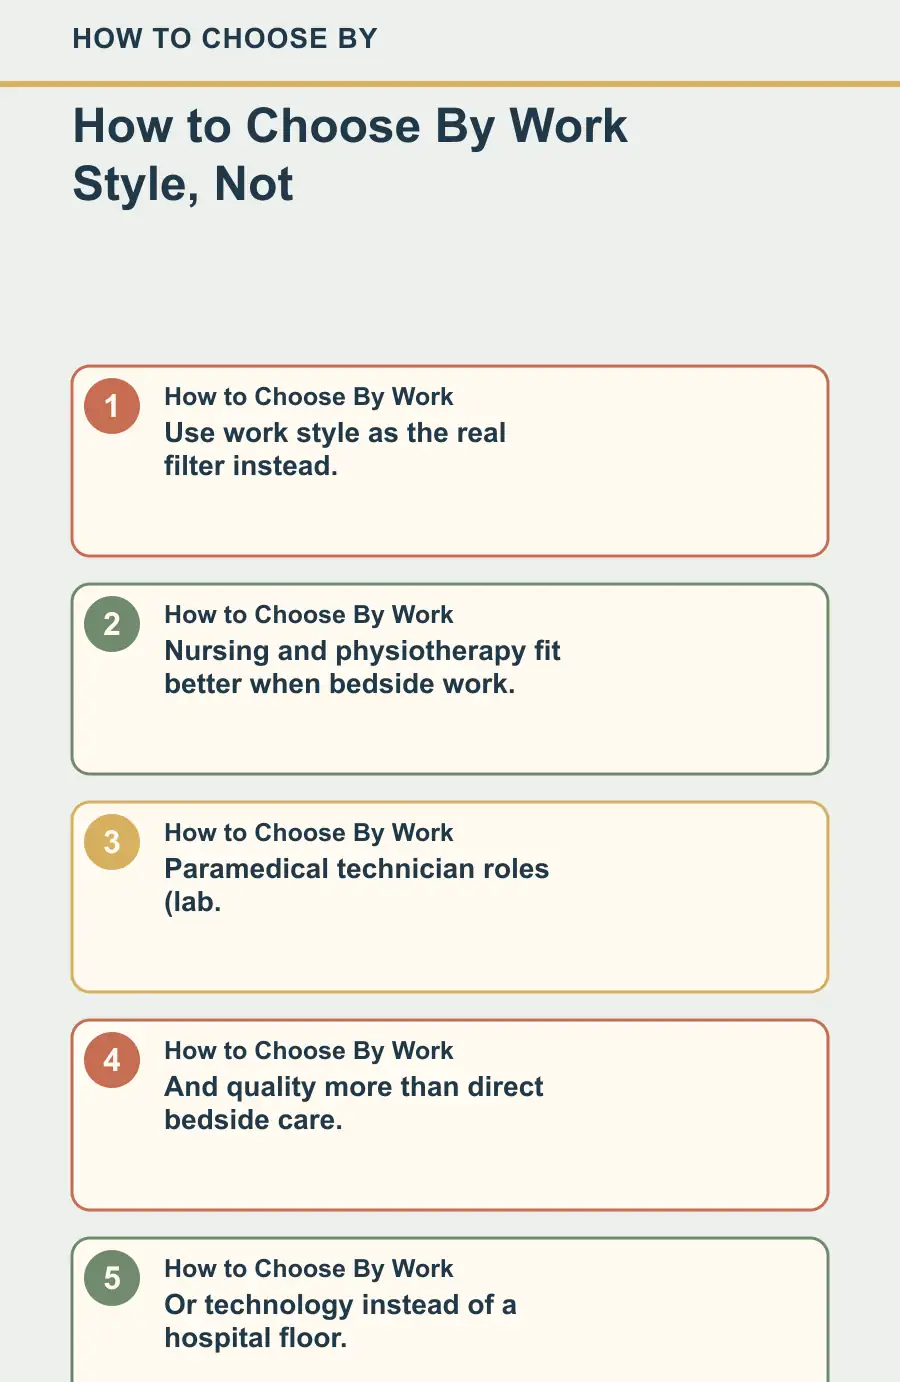 HOW TO CHOOSE BY
How to Choose By Work
Style, Not
1
How to Choose By Work
Use work style as the real
filter instead.
2
How to Choose By Work
Nursing and physiotherapy fit
better when bedside work.
3
How to Choose By Work
Paramedical technician roles
(lab.
4
How to Choose By Work
And quality more than direct
bedside care.
5
How to Choose By Work
Or technology instead of a
hospital floor.